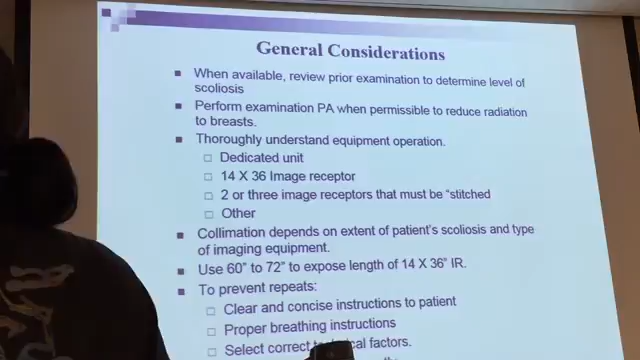 General Considerations
When available, review prior examination to determine level of
scoliosis
Perform examination PA when permissible to reduce radiation
to breasts.
Thoroughly understand equipment operation.
Dedicated unit
14 X 36 Image receptor
2 or three image receptors that must be "stitched
Other
Collimation depends on extent of patient's scoliosis and type
of imaging equipment.
Use 60" to 72" to expose length of 14 X 36" IR.
To prevent repeats:
Clear and concise instructions to patient
Proper breathing instructions
Select correct factors.